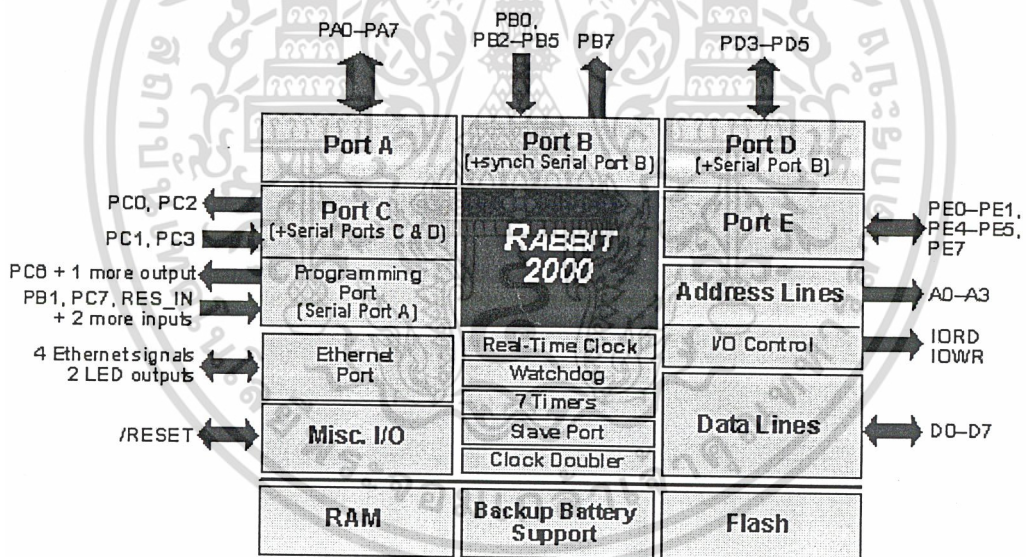 PA0–PA7
PB0,
PB2–PB5
PB7
PD3–PD5
Port A
Port B
(+synch Serial Port B)
Port D
(+Serial Port B)
PC0, PC2
PC1, PC3
Port C
(+Serial Ports C & D)
RABBIT
2000
Port E
PE0–PE1,
PE4–PE5,
PE7
PC6 + 1 more output
PB1, PC7, RES_IN
+ 2 more inputs
Programming
Port
(Serial Port A)
Address Lines
A0–A3
4 Ethernet signals
2 LED outputs
Ethernet
Port
Real-Time Clock
Watchdog
7 Timers
Slave Port
Clock Doubler
I/O Control
IORD
IOWR
/RESET
Misc. I/O
Data Lines
D0–D7
RAM
Backup Battery
Support
Flash